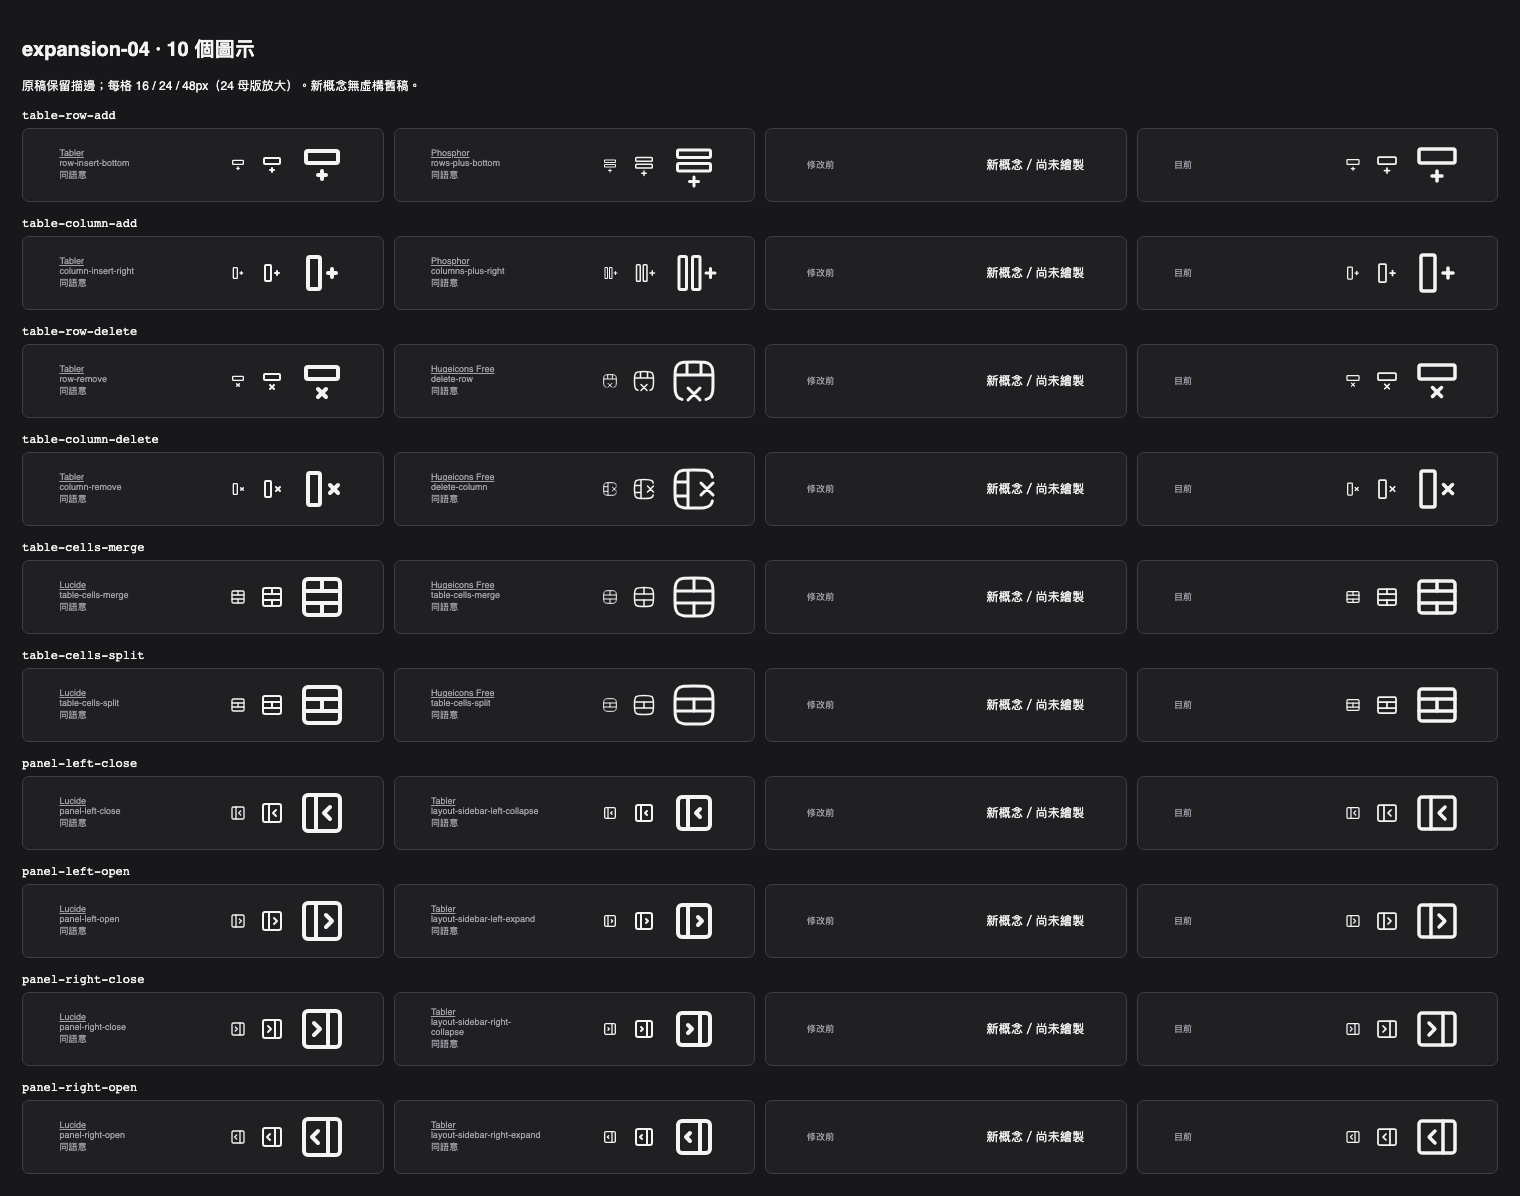 expansion-04 · 10 個圖示
原稿保留描邊；每格 16 / 24 / 48px（24 母版放大）。新概念無虛構舊稿。
table-row-add
Tabler
row-insert-bottom
同語意
Phosphor
rows-plus-bottom
同語意
修改前
新概念 / 尚未繪製
目前
table-column-add
Tabler
column-insert-right
同語意
Phosphor
columns-plus-right
同語意
修改前
新概念 / 尚未繪製
目前
table-row-delete
Tabler
row-remove
同語意
Hugeicons Free
delete-row
同語意
修改前
新概念 / 尚未繪製
目前
table-column-delete
Tabler
column-remove
同語意
Hugeicons Free
delete-column
同語意
修改前
新概念 / 尚未繪製
目前
table-cells-merge
Lucide
table-cells-merge
同語意
Hugeicons Free
table-cells-merge
同語意
修改前
新概念 / 尚未繪製
目前
table-cells-split
Lucide
table-cells-split
同語意
Hugeicons Free
table-cells-split
同語意
修改前
新概念 / 尚未繪製
目前
panel-left-close
Lucide
panel-left-close
同語意
Tabler
layout-sidebar-left-collapse
同語意
修改前
新概念 / 尚未繪製
目前
panel-left-open
Lucide
panel-left-open
同語意
Tabler
layout-sidebar-left-expand
同語意
修改前
新概念 / 尚未繪製
目前
panel-right-close
Lucide
panel-right-close
同語意
Tabler
layout-sidebar-right-
collapse
同語意
修改前
新概念 / 尚未繪製
目前
panel-right-open
Lucide
panel-right-open
同語意
Tabler
layout-sidebar-right-expand
同語意
修改前
新概念 / 尚未繪製
目前